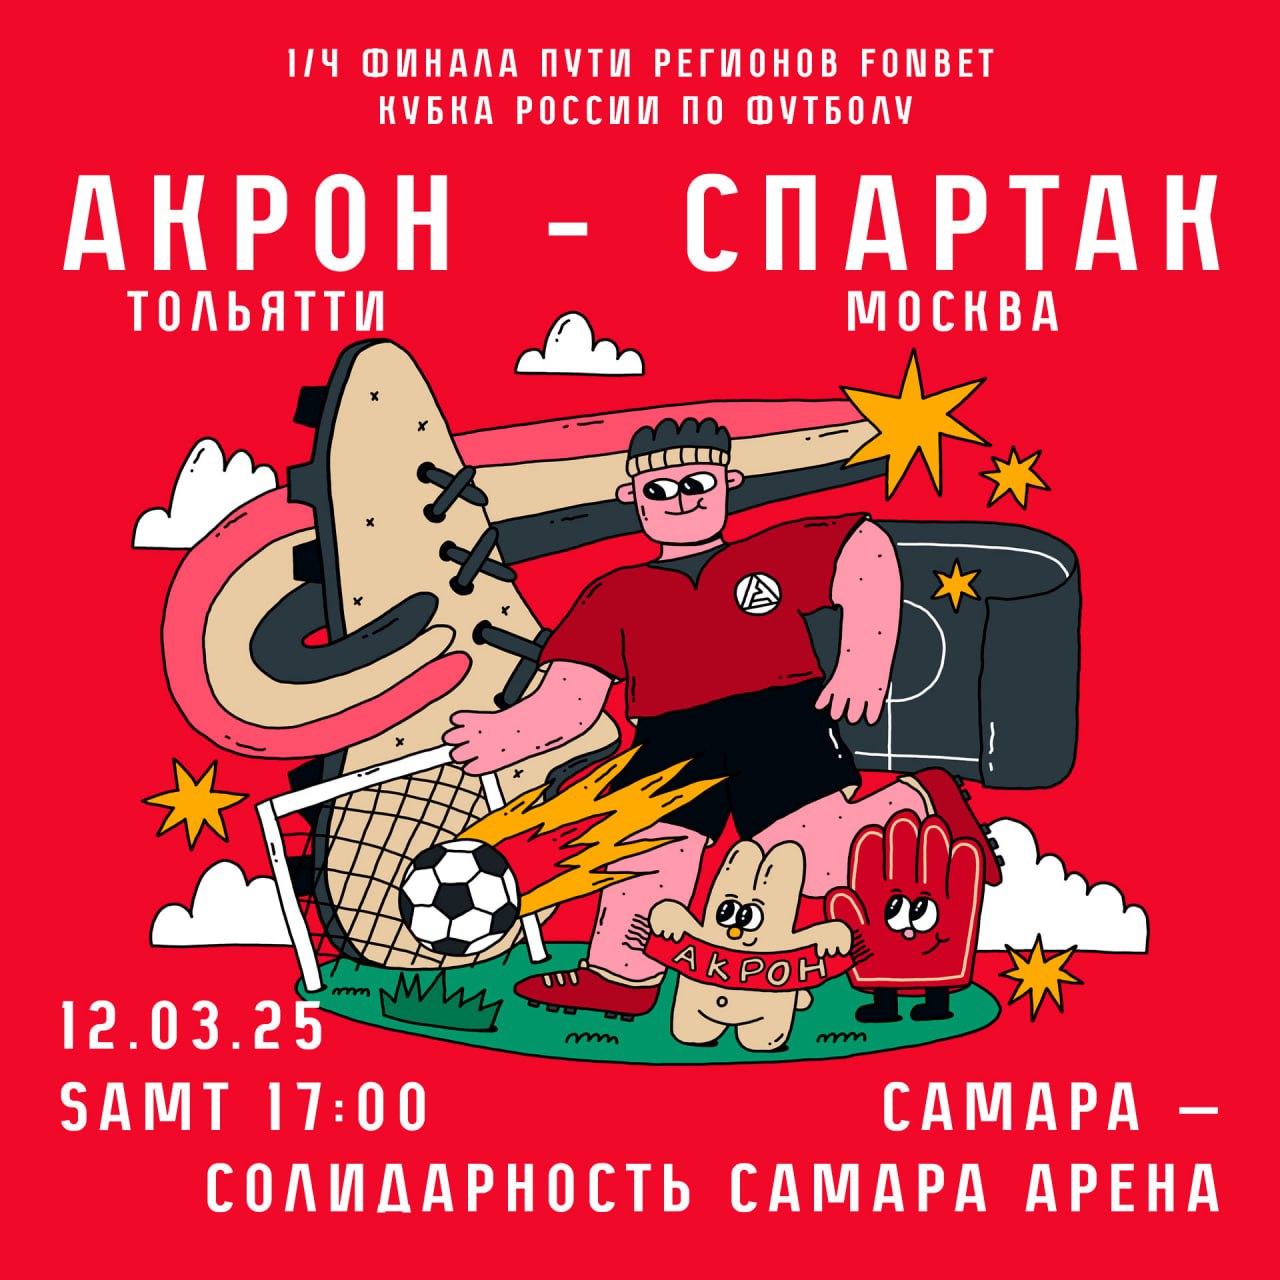 1/4 ФИНАЛА ПУТИ РЕГИОНОВ FONBET
КУБКА РОССИИ ПО ФУТБОЛУ
АКРОН - СПАРТАК
ТОЛЬЯТТИ МОСКВА
АКРОН
12.03.25
SAMT 17:00
САМАРА –
СОЛИДАРНОСТЬ САМАРА АРЕНА